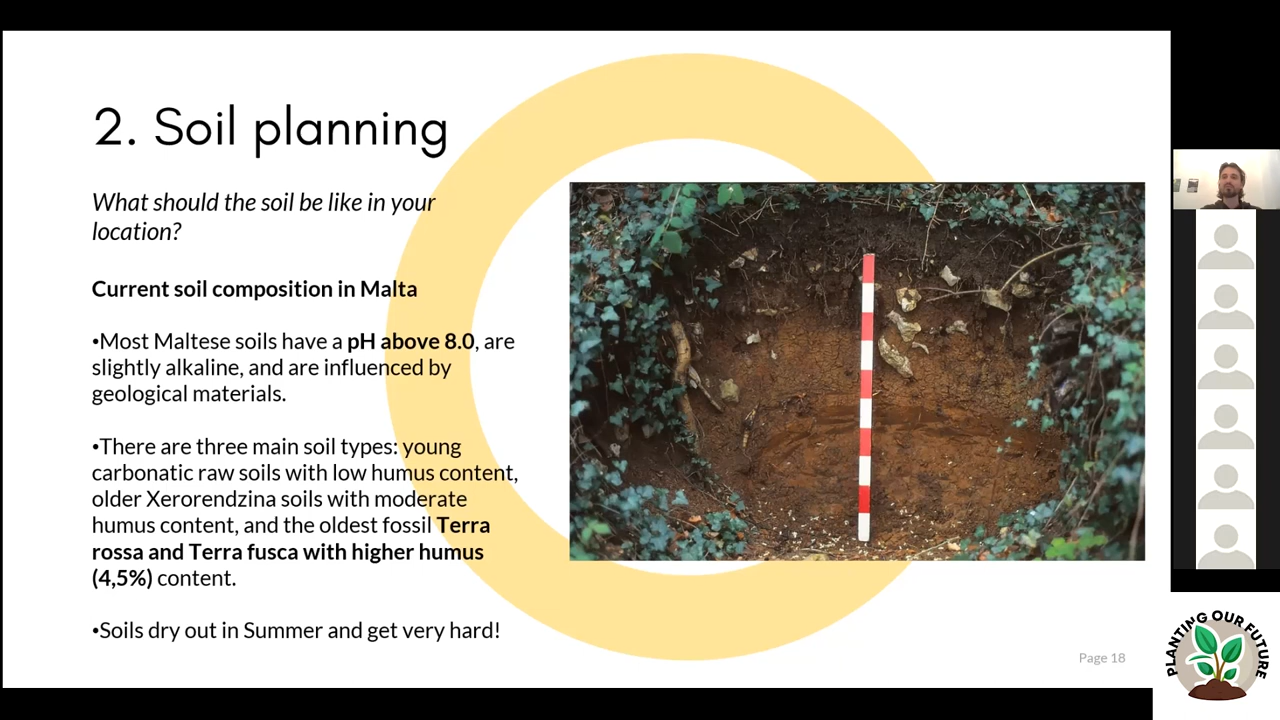 2. Soil planning
What should the soil be like in your
location?
Current soil composition in Malta
•Most Maltese soils have a pH above 8.0, are
slightly alkaline, and are influenced by
geological materials.
•There are three main soil types: young
carbonatic raw soils with low humus content,
older Xerorendzina soils with moderate
humus content, and the oldest fossil Terra
rossa and Terra fusca with higher humus
(4,5%) content.
•Soils dry out in Summer and get very hard!
Page 18
PLANTING OUR FUTURE